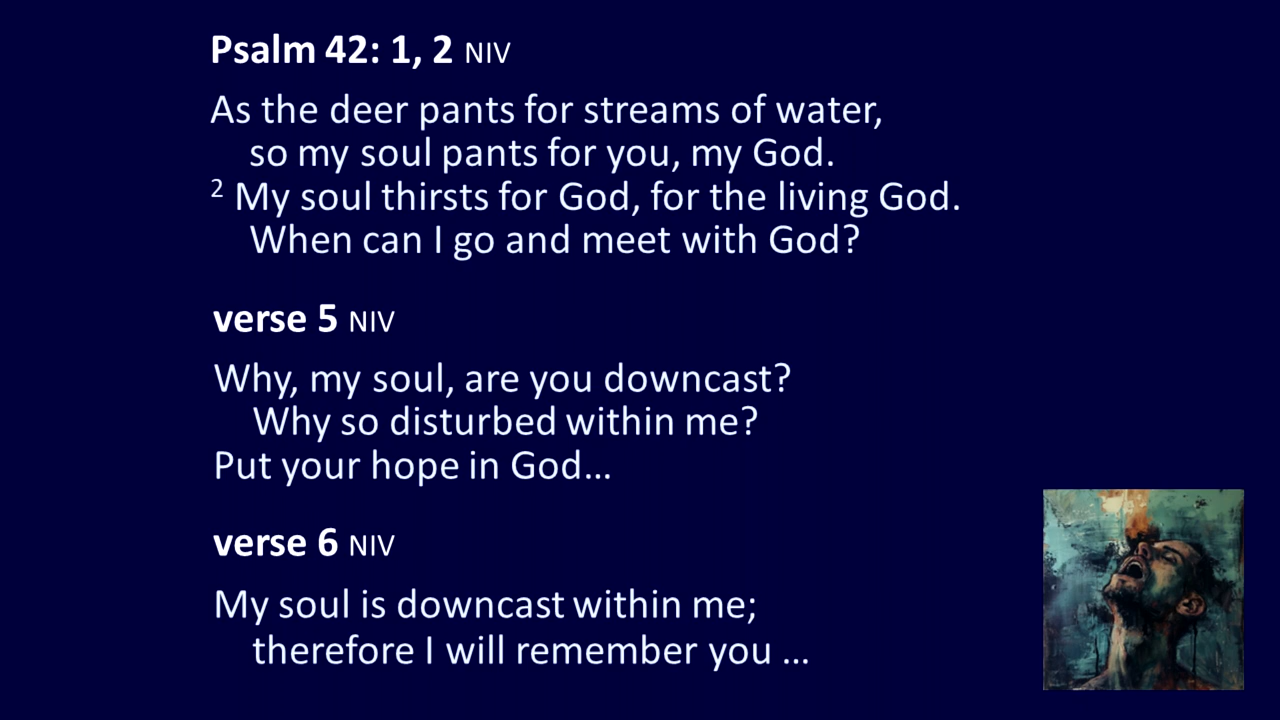 Psalm 42: 1, 2 NIV
As the deer pants for streams of water,
so my soul pants for you, my God.
2 My soul thirsts for God, for the living God.
When can I go and meet with God?
verse 5 NIV
Why, my soul, are you downcast?
Why so disturbed within me?
Put your hope in God…
verse 6 NIV
My soul is downcast within me;
therefore I will remember you …